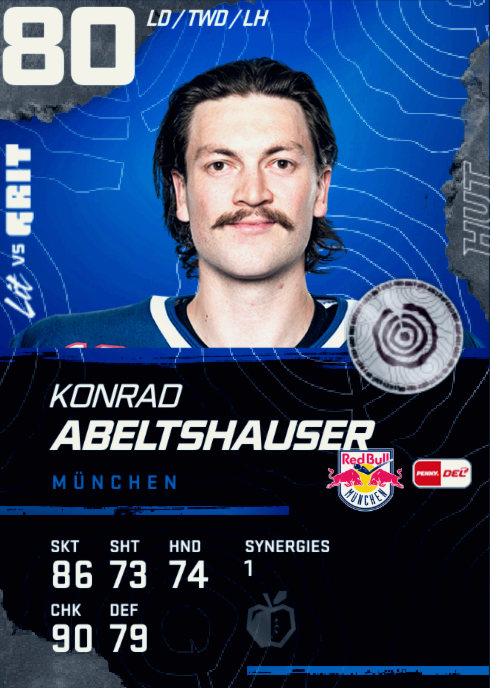 80
LD / TWD / LH
Lit vs GRIT
HUT
KONRAD
ABELTSHAUSER
MÜNCHEN
Red Bull
MÜNCHEN
PENNY. DEL
SKT SHT HND SYNERGIES
86 73 74 1
CHK DEF
90 79